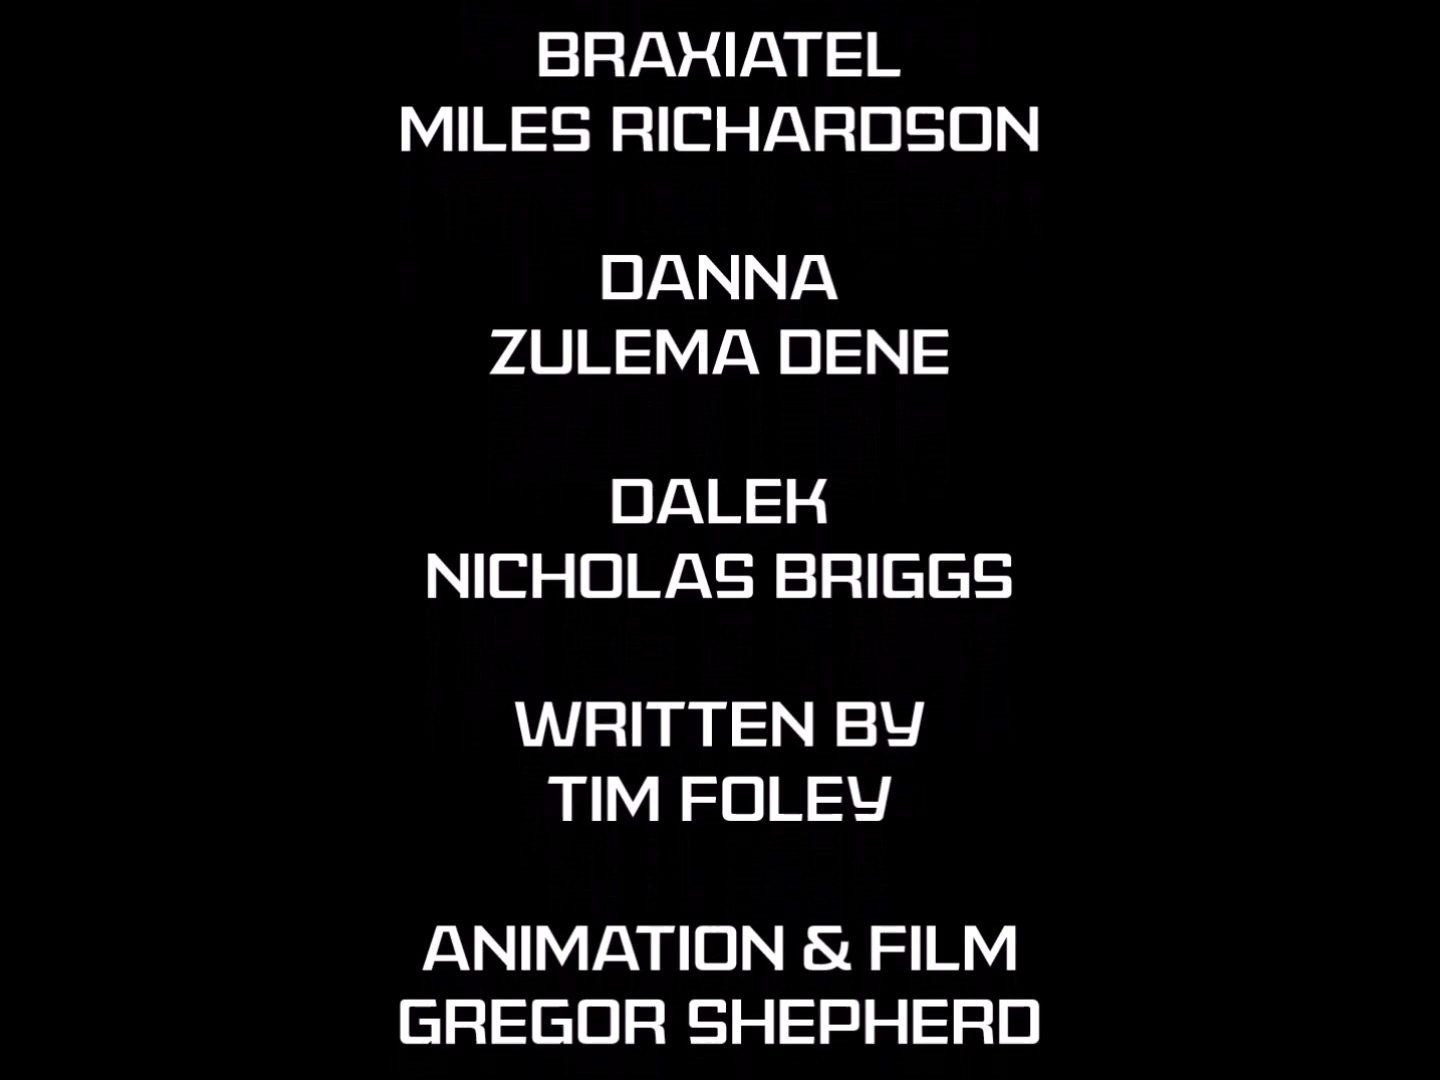 BRAXIATEL
MILES RICHARDSON
DANNA
ZULEMA DENE
DALEK
NICHOLAS BRIGGS
WRITTEN BY
TIM FOLEY
ANIMATION & FILM
GREGOR SHEPHERD